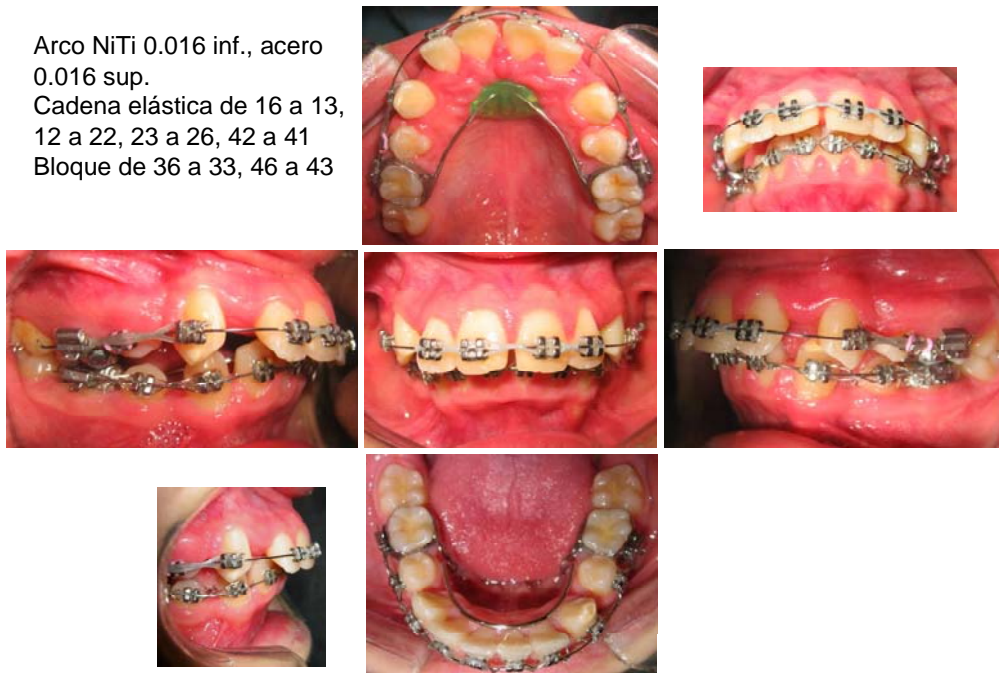 Arco NiTi 0.016 inf., acero
0.016 sup.
Cadena elástica de 16 a 13,
12 a 22, 23 a 26, 42 a 41
Bloque de 36 a 33, 46 a 43